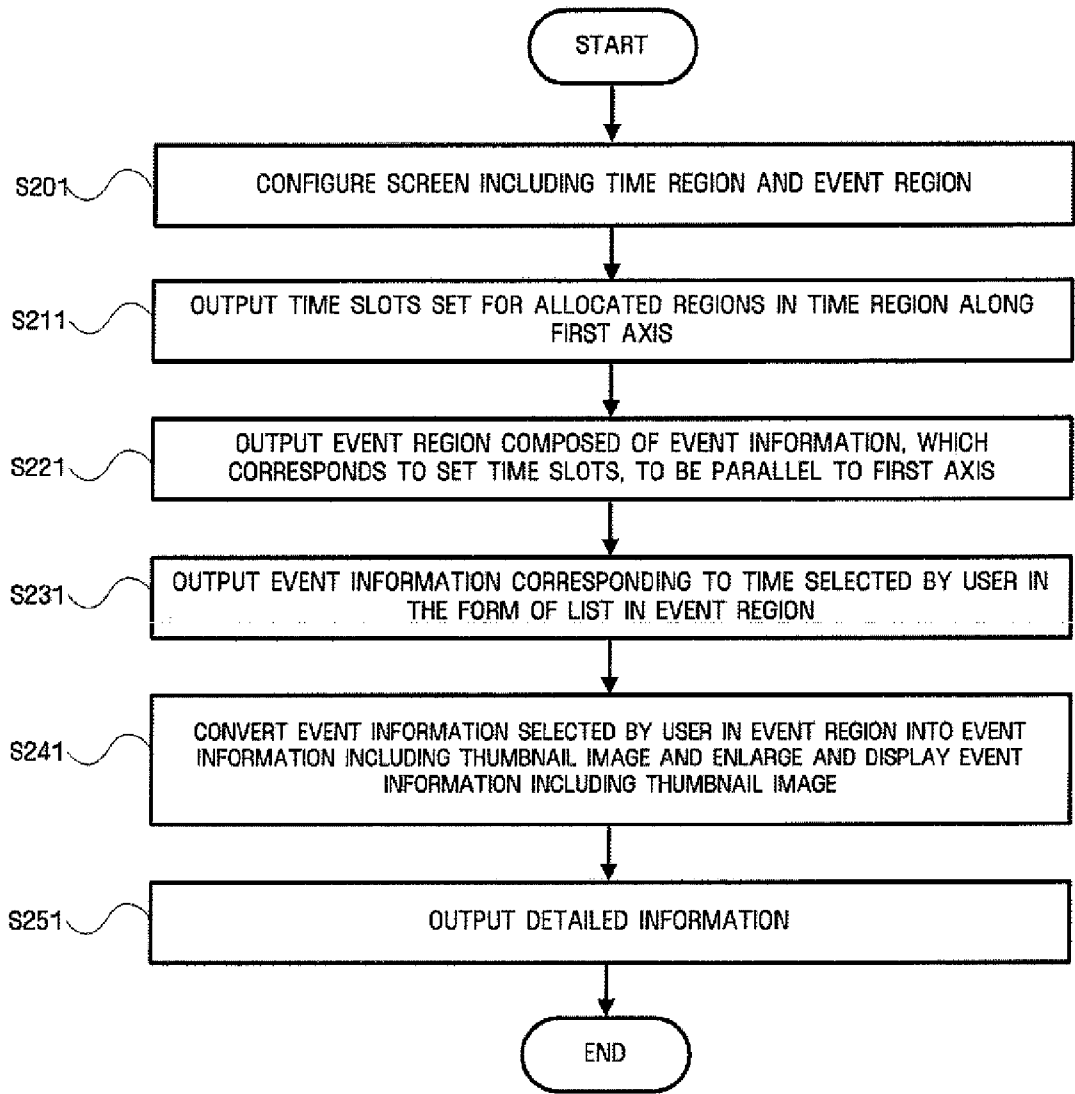 START
S201
CONFIGURE SCREEN INCLUDING TIME REGION AND EVENT REGION
S211
OUTPUT TIME SLOTS SET FOR ALLOCATED REGIONS IN TIME REGION ALONG
FIRST AXIS
S221
OUTPUT EVENT REGION COMPOSED OF EVENT INFORMATION, WHICH
CORRESPONDS TO SET TIME SLOTS, TO BE PARALLEL TO FIRST AXIS
S231
OUTPUT EVENT INFORMATION CORRESPONDING TO TIME SELECTED BY USER IN
THE FORM OF LIST IN EVENT REGION
S241
CONVERT EVENT INFORMATION SELECTED BY USER IN EVENT REGION INTO EVENT
INFORMATION INCLUDING THUMBNAIL IMAGE AND ENLARGE AND DISPLAY EVENT
INFORMATION INCLUDING THUMBNAIL IMAGE
S251
OUTPUT DETAILED INFORMATION
END